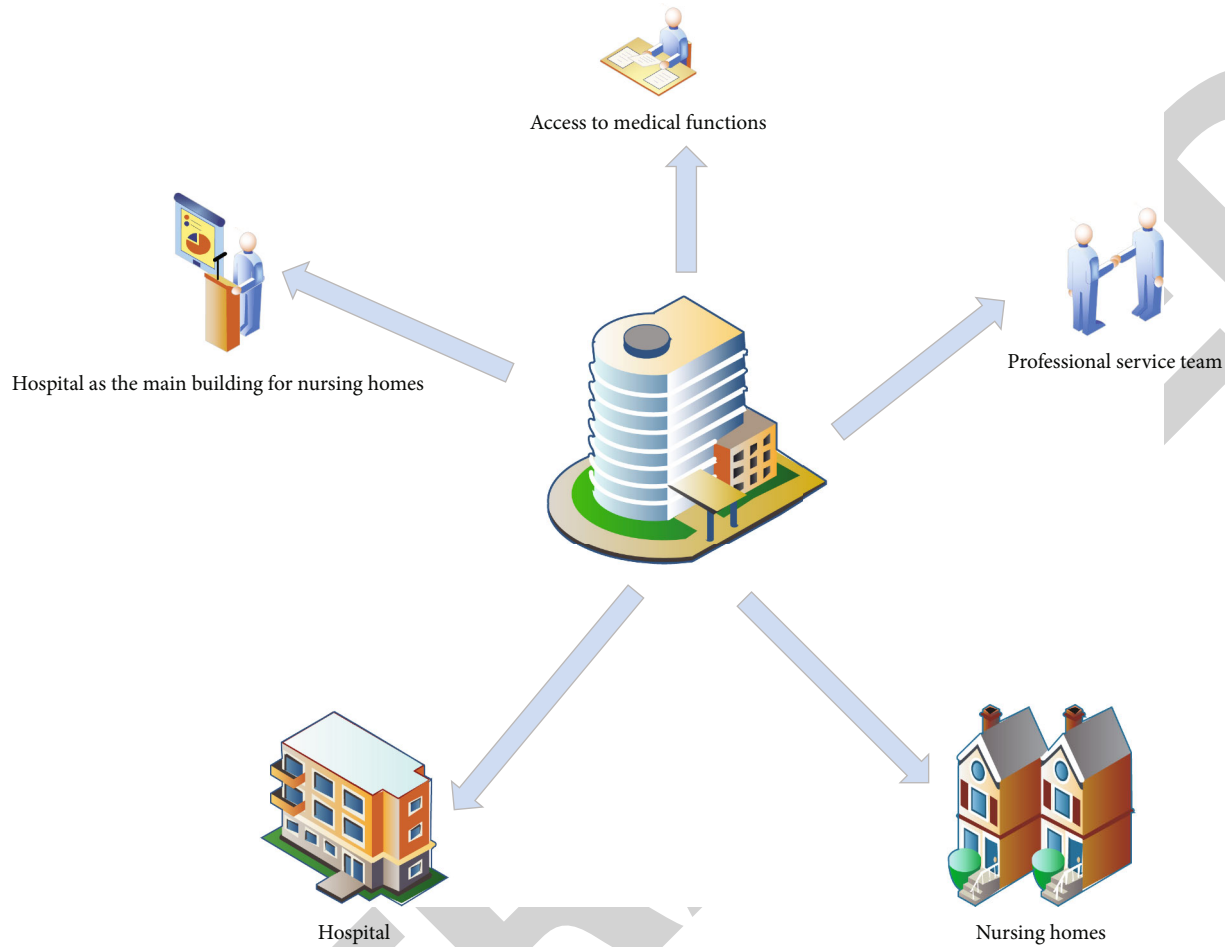 Access to medical functions
Hospital as the main building for nursing homes
Professional service team
Hospital
Nursing homes